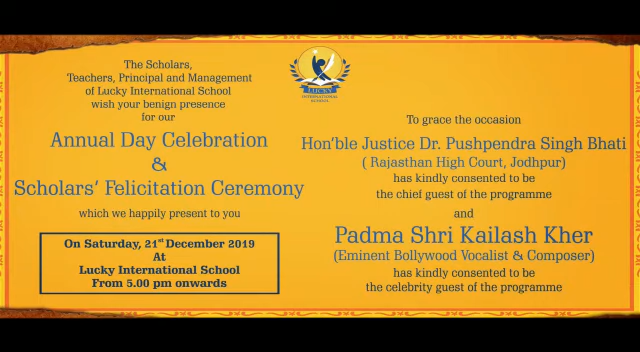 The Scholars,
Teachers, Principal and Management
of Lucky International School
wish your benign presence
for our
Annual Day Celebration
&
Scholars' Felicitation Ceremony
which we happily present to you
On Saturday, 21st December 2019
At
Lucky International School
From 5.00 pm onwards
LUCKY
INTERNATIONAL
SCHOOL
To grace the occasion
Hon'ble Justice Dr. Pushpendra Singh Bhati
( Rajasthan High Court, Jodhpur)
has kindly consented to be
the chief guest of the programme
and
Padma Shri Kailash Kher
(Eminent Bollywood Vocalist & Composer)
has kindly consented to be
the celebrity guest of the programme